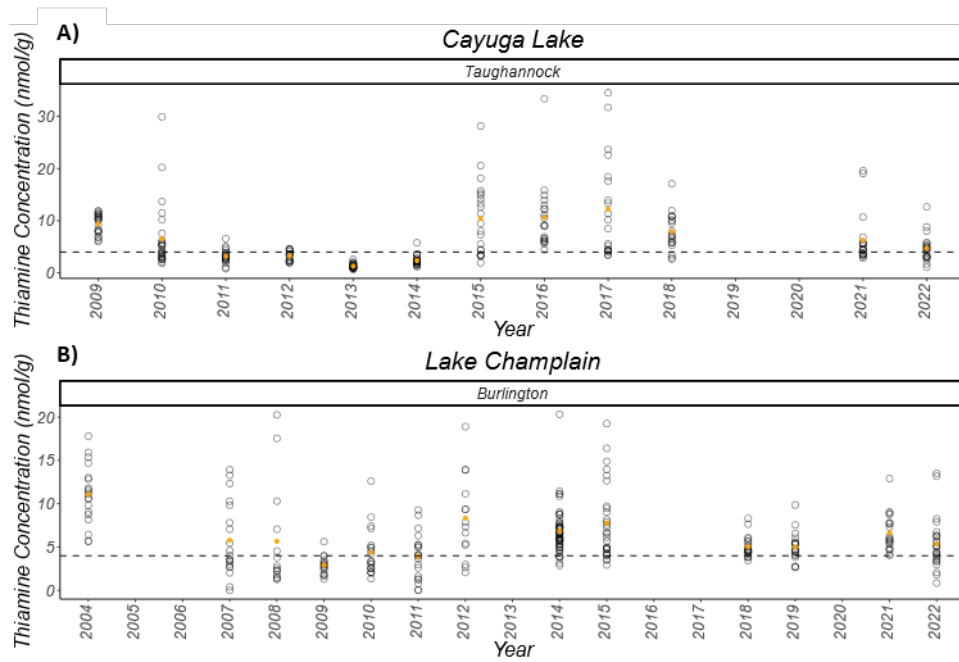 A)
Cayuga Lake
Taughannock
Thiamine Concentration (nmol/g)
30
20
10
0
2009 2010 2011 2012 2013 2014 2015 2016 2017 2018 2019 2020 2021 2022
Year
B)
Lake Champlain
Burlington
Thiamine Concentration (nmol/g)
20
15
10
5
0
2004 2005 2006 2007 2008 2009 2010 2011 2012 2013 2014 2015 2016 2017 2018 2019 2020 2021 2022
Year